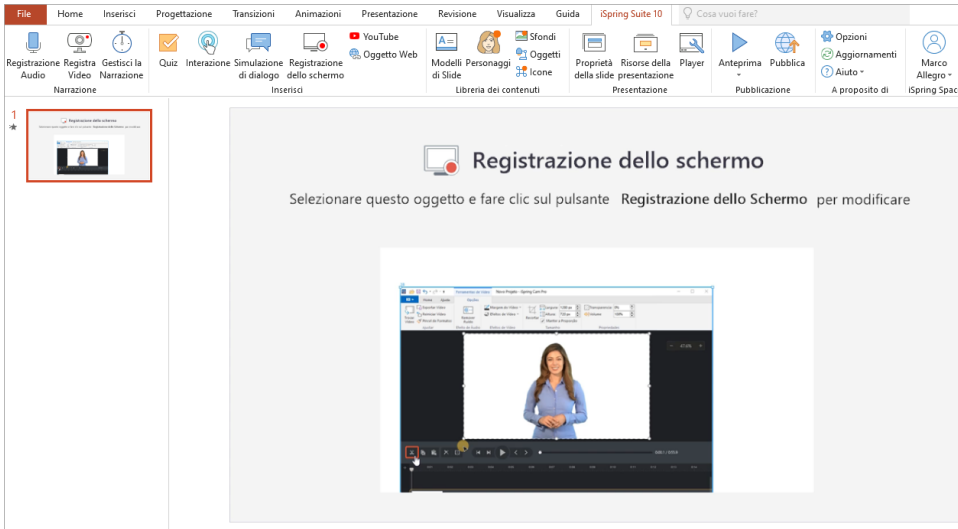 File Home Inserisci Progettazione Transizioni Animazioni Presentazione Revisione Visualizza Guida iSpring Suite 10 Cosa vuoi fare?
Registrazione Audio
Registra Video
Gestisci la Narrazione
Narrazione
Quiz
Interazione
Simulazione di dialogo
Registrazione dello schermo
YouTube
Oggetto Web
Inserisci
Modelli di Slide
Personaggi
Sfondi
Oggetti
Icone
Libreria dei contenuti
Proprietà della slide
Risorse della presentazione
Player
Presentazione
Anteprima
Pubblica
Pubblicazione
Opzioni
Aggiornamenti
Aiuto
A proposito di
Marco Allegro
iSpring Spac
1
Registrazione dello schermo
Selezionare questo oggetto e fare clic sul pulsante Registrazione dello Schermo per modificare